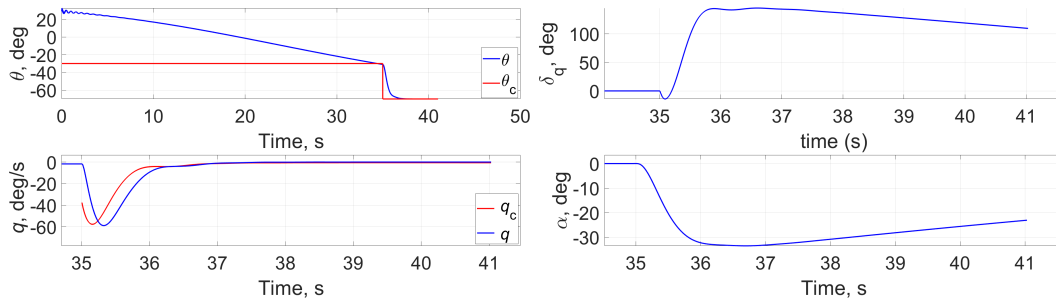 θ, deg
20
0
-20
-40
-60
θ
θc
0 10 20 30 40 50
Time, s
δq, deg
100
50
0
35 36 37 38 39 40 41
time (s)
q, deg/s
0
-20
-40
-60
qc
q
35 36 37 38 39 40 41
Time, s
α, deg
0
-10
-20
-30
35 36 37 38 39 40 41
Time, s